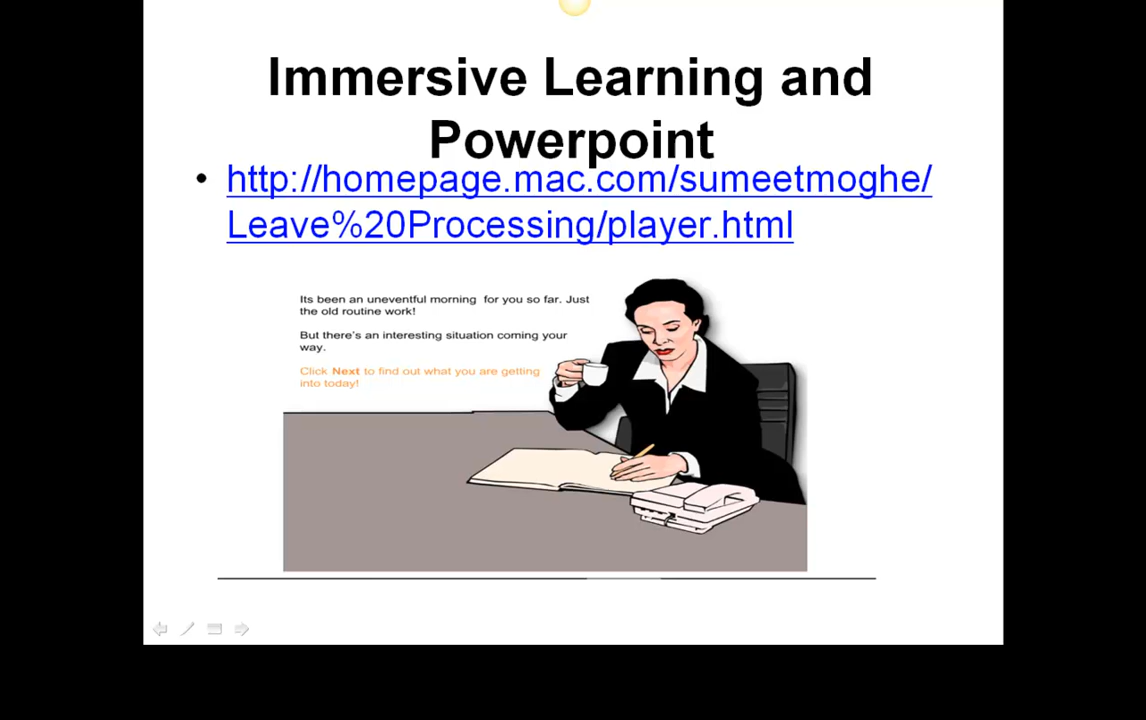 Immersive Learning and
Powerpoint
• http://homepage.mac.com/sumeetmoghe/
Leave%20Processing/player.html
Its been an uneventful morning for you so far. Just
the old routine work!
But there's an interesting situation coming your
way.
Click Next to find out what you are getting
into today!